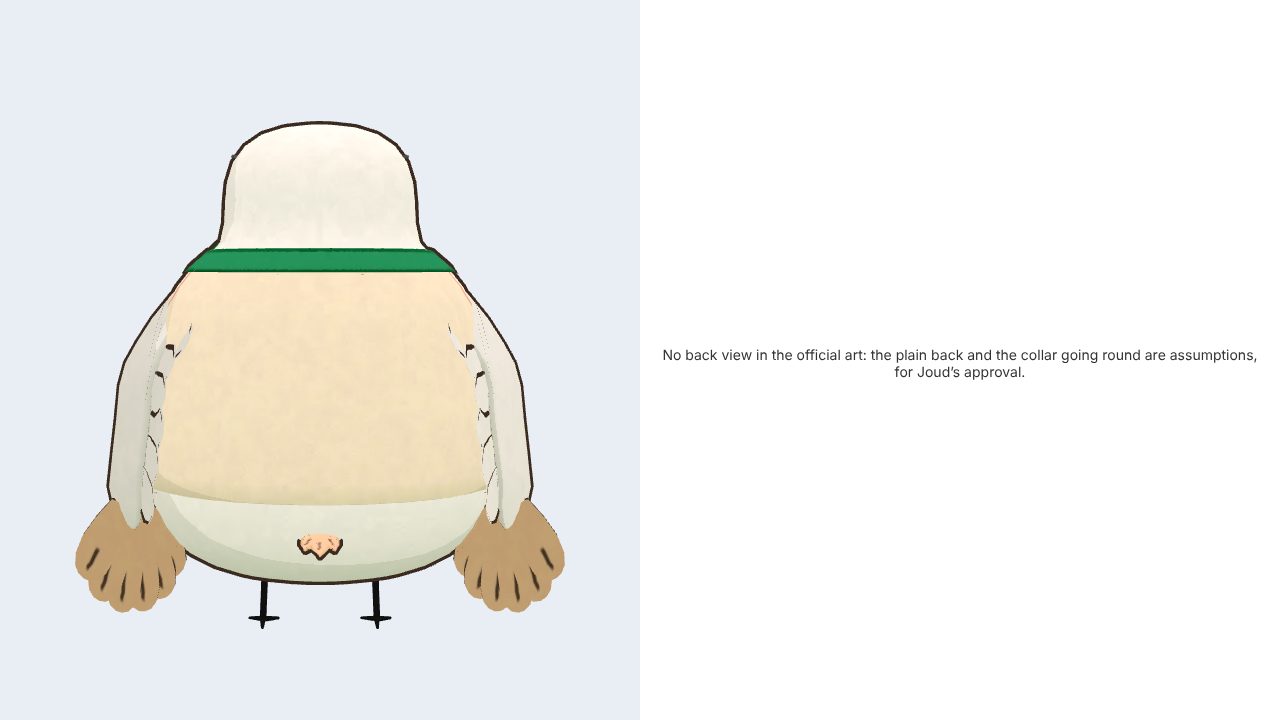 No back view in the official art: the plain back and the collar going round are assumptions,
for Joud’s approval.